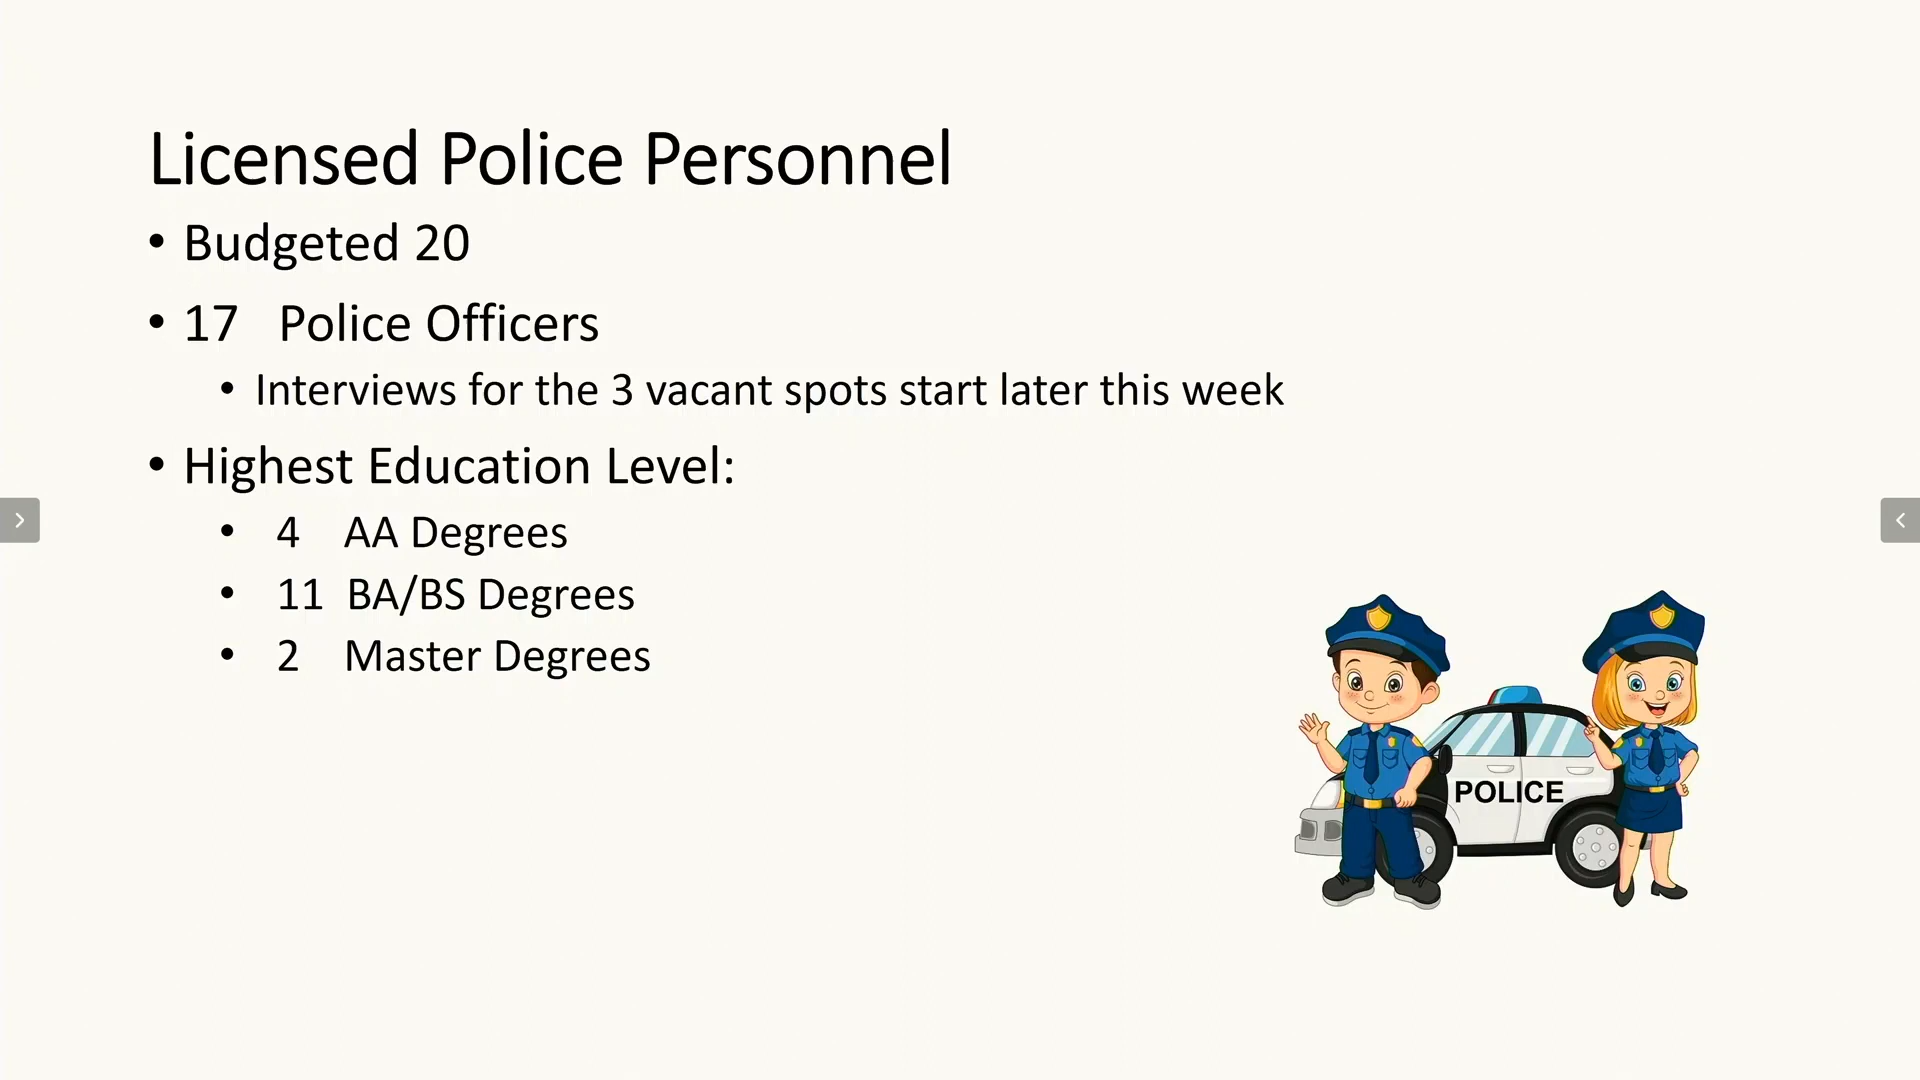 Licensed Police Personnel
• Budgeted 20
• 17 Police Officers
• Interviews for the 3 vacant spots start later this week
• Highest Education Level:
• 4 AA Degrees
• 11 BA/BS Degrees
• 2 Master Degrees
POLICE